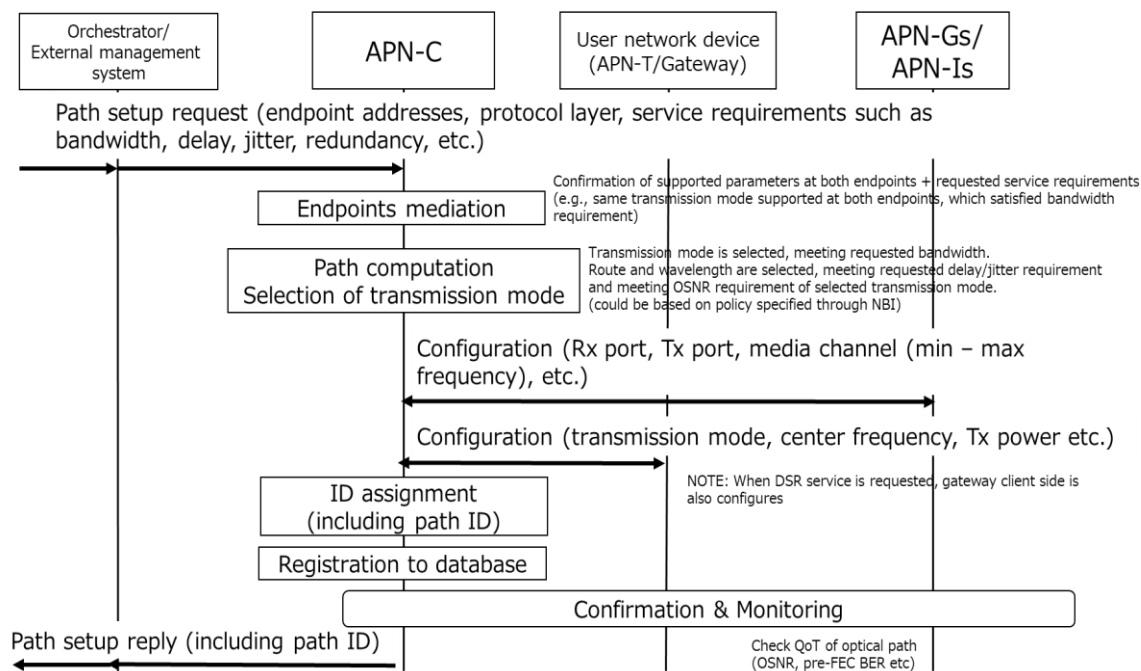 Orchestrator/
External management
system
APN-C
User network device
(APN-T/Gateway)
APN-Gs/
APN-Is
Path setup request (endpoint addresses, protocol layer, service requirements such as
bandwidth, delay, jitter, redundancy, etc.)
Endpoints mediation
Confirmation of supported parameters at both endpoints + requested service requirements
(e.g., same transmission mode supported at both endpoints, which satisfied bandwidth
requirement)
Path computation
Selection of transmission mode
Transmission mode is selected, meeting requested bandwidth.
Route and wavelength are selected, meeting requested delay/jitter requirement
and meeting OSNR requirement of selected transmission mode.
(could be based on policy specified through NBI)
Configuration (Rx port, Tx port, media channel (min – max
frequency), etc.)
Configuration (transmission mode, center frequency, Tx power etc.)
NOTE: When DSR service is requested, gateway client side is
also configures
ID assignment
(including path ID)
Registration to database
Confirmation & Monitoring
Path setup reply (including path ID)
Check QoT of optical path
(OSNR, pre-FEC BER etc)